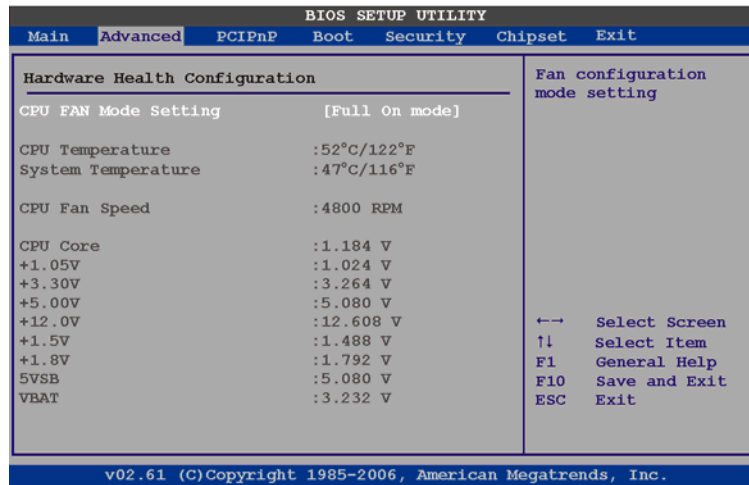 BIOS SETUP UTILITY
Main Advanced PCIPnP Boot Security Chipset Exit
Hardware Health Configuration
CPU FAN Mode Setting [Full On mode]
CPU Temperature :52°C/122°F
System Temperature :47°C/116°F
CPU Fan Speed :4800 RPM
CPU Core :1.184 V
+1.05V :1.024 V
+3.30V :3.264 V
+5.00V :5.080 V
+12.0V :12.608 V
+1.5V :1.488 V
+1.8V :1.792 V
5VSB :5.080 V
VBAT :3.232 V
Fan configuration
mode setting
←→ Select Screen
↑↓ Select Item
F1 General Help
F10 Save and Exit
ESC Exit
v02.61 (C)Copyright 1985-2006, American Megatrends, Inc.